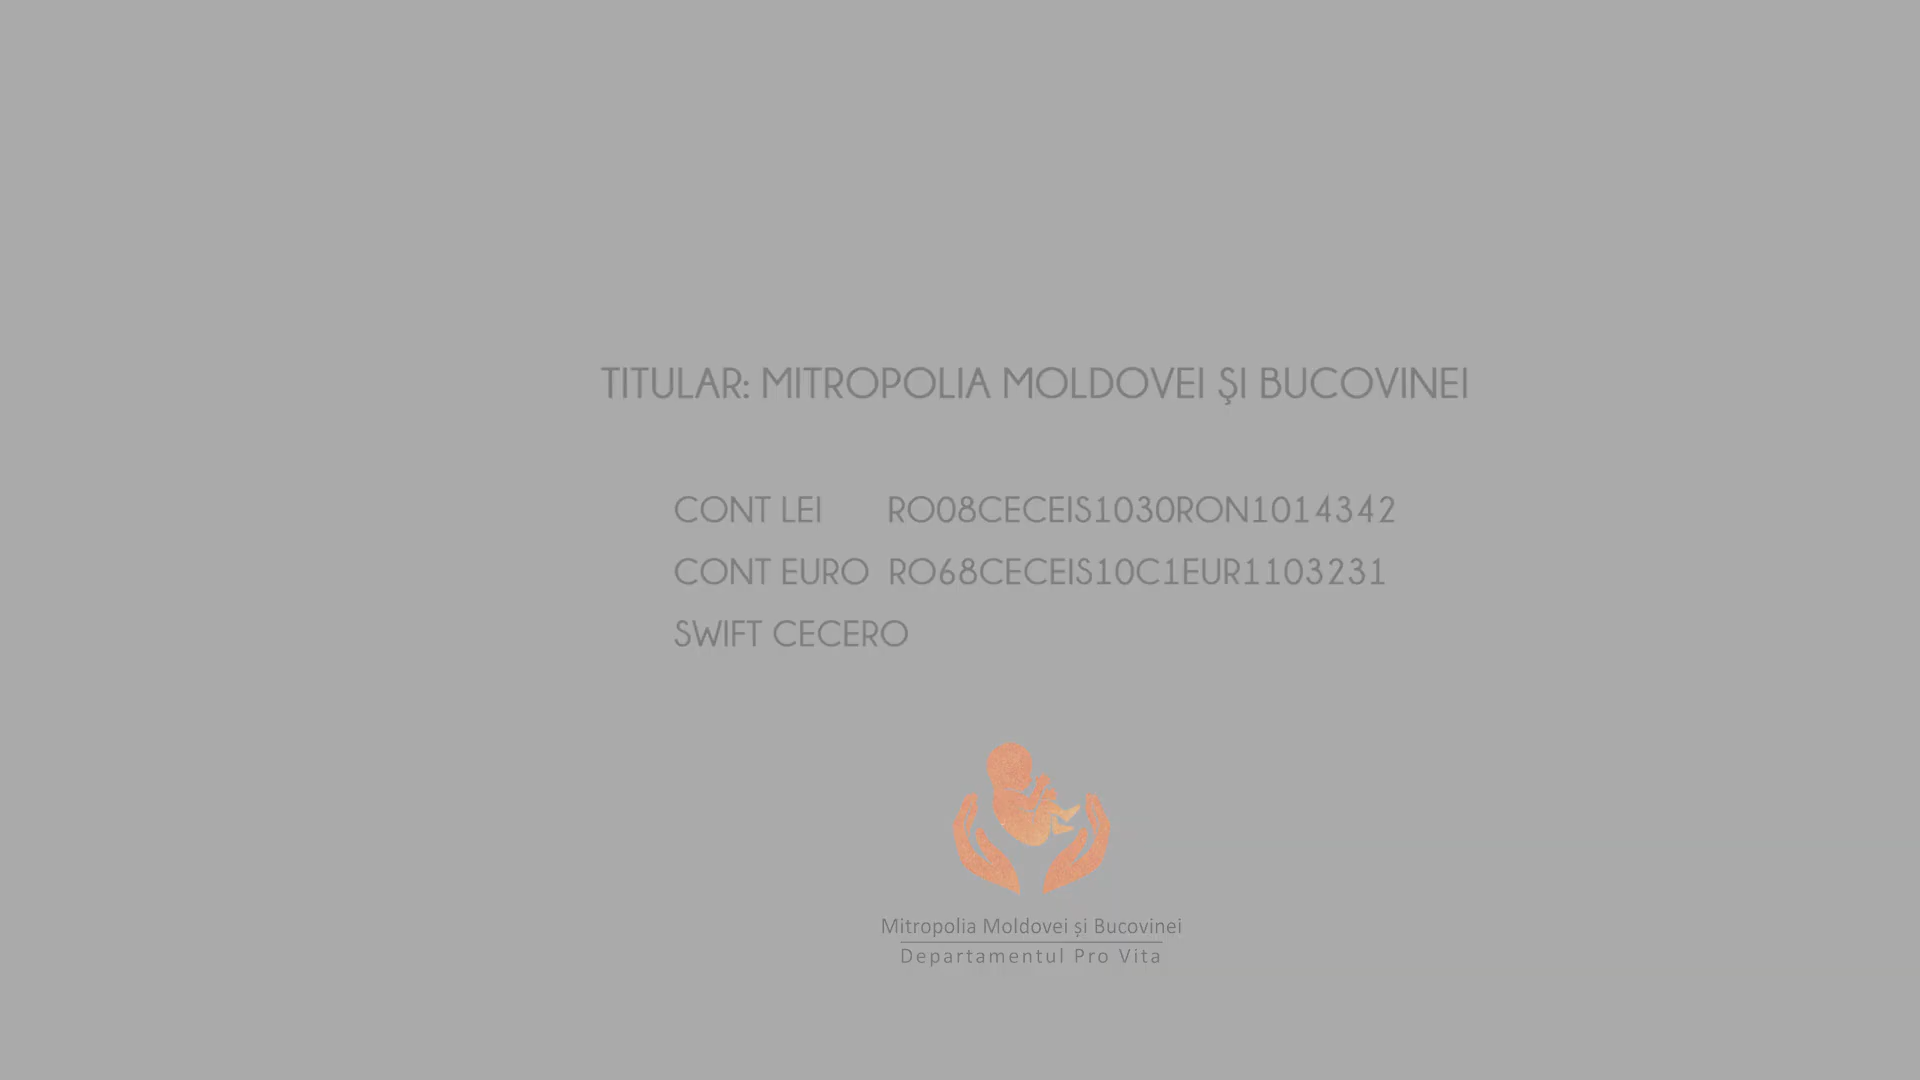 TITULAR: MITROPOLIA MOLDOVEI ŞI BUCOVINEI
CONT LEI RO08CECEIS1030RON1014342
CONT EURO RO68CECEIS10C1EUR1103231
SWIFT CECERO
Mitropolia Moldovei și Bucovinei
Departamentul Pro Vita